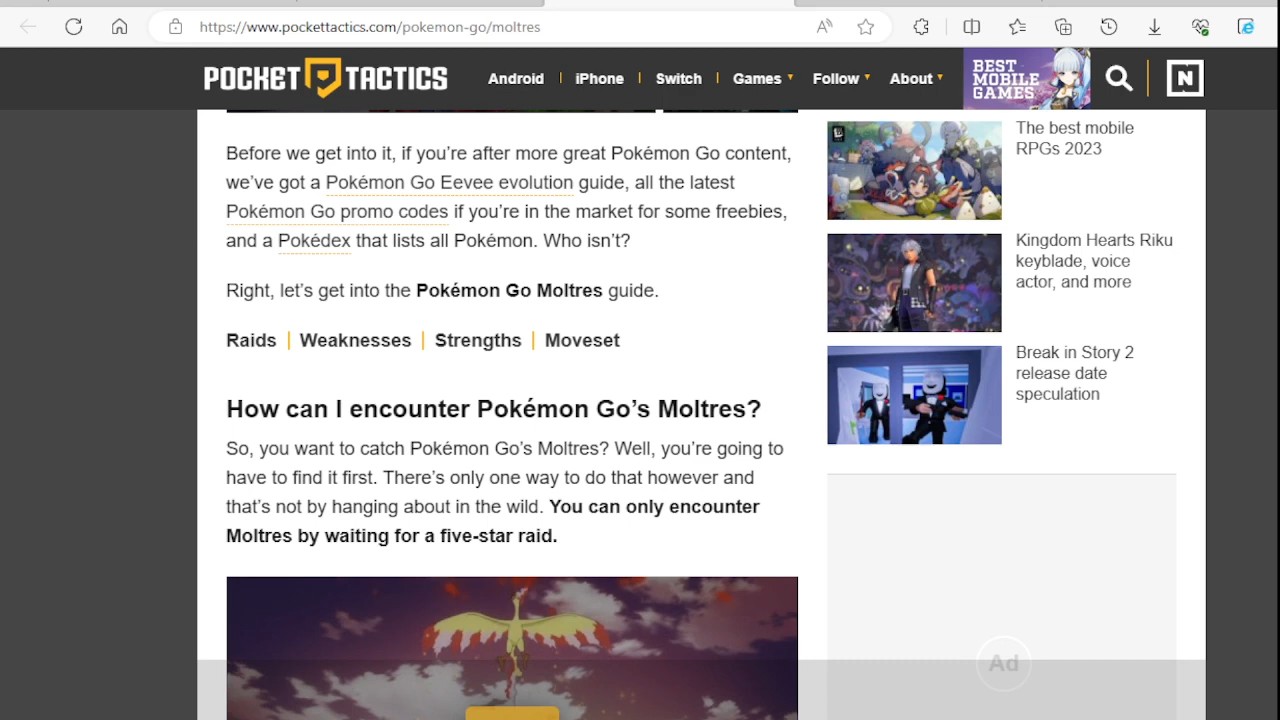 https://www.pockettactics.com/pokemon-go/moltres
POCKET TACTICS
Android
iPhone
Switch
Games
Follow
About
BEST
MOBILE
GAMES
N
Before we get into it, if you’re after more great Pokémon Go content,
we’ve got a Pokémon Go Eevee evolution guide, all the latest
Pokémon Go promo codes if you’re in the market for some freebies,
and a Pokédex that lists all Pokémon. Who isn’t?
Right, let’s get into the Pokémon Go Moltres guide.
Raids | Weaknesses | Strengths | Moveset
How can I encounter Pokémon Go’s Moltres?
So, you want to catch Pokémon Go’s Moltres? Well, you’re going to
have to find it first. There’s only one way to do that however and
that’s not by hanging about in the wild. You can only encounter
Moltres by waiting for a five-star raid.
The best mobile
RPGs 2023
Kingdom Hearts Riku
keyblade, voice
actor, and more
Break in Story 2
release date
speculation
Ad